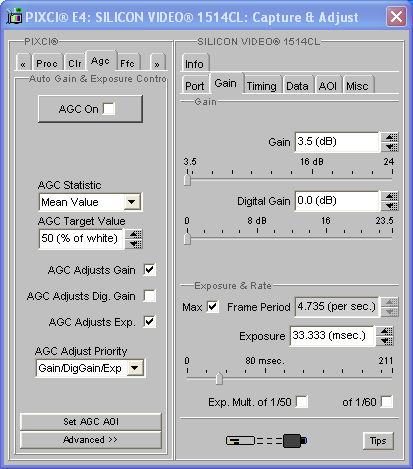 PIXCI® E4: SILICON VIDEO® 1514CL: Capture & Adjust
PIXCI®
« Proc Clr Agc Ffc »
Auto Gain & Exposure Contro
AGC On
AGC Statistic
Mean Value
AGC Target Value
50 (% of white)
AGC Adjusts Gain
AGC Adjusts Dig. Gain
AGC Adjusts Exp.
AGC Adjust Priority
Gain/DigGain/Exp
Set AGC AOI
Advanced >>
SILICON VIDEO® 1514CL
Info
Port Gain Timing Data AOI Misc
Gain
Gain 3.5 (dB)
3.5 16 dB 24
Digital Gain 0.0 (dB)
0 8 dB 16 23.5
Exposure & Rate
Max Frame Period 4.735 (per sec.)
Exposure 33.333 (msec.)
0 80 msec. 211
Exp. Mult. of 1/50 of 1/60
Tips